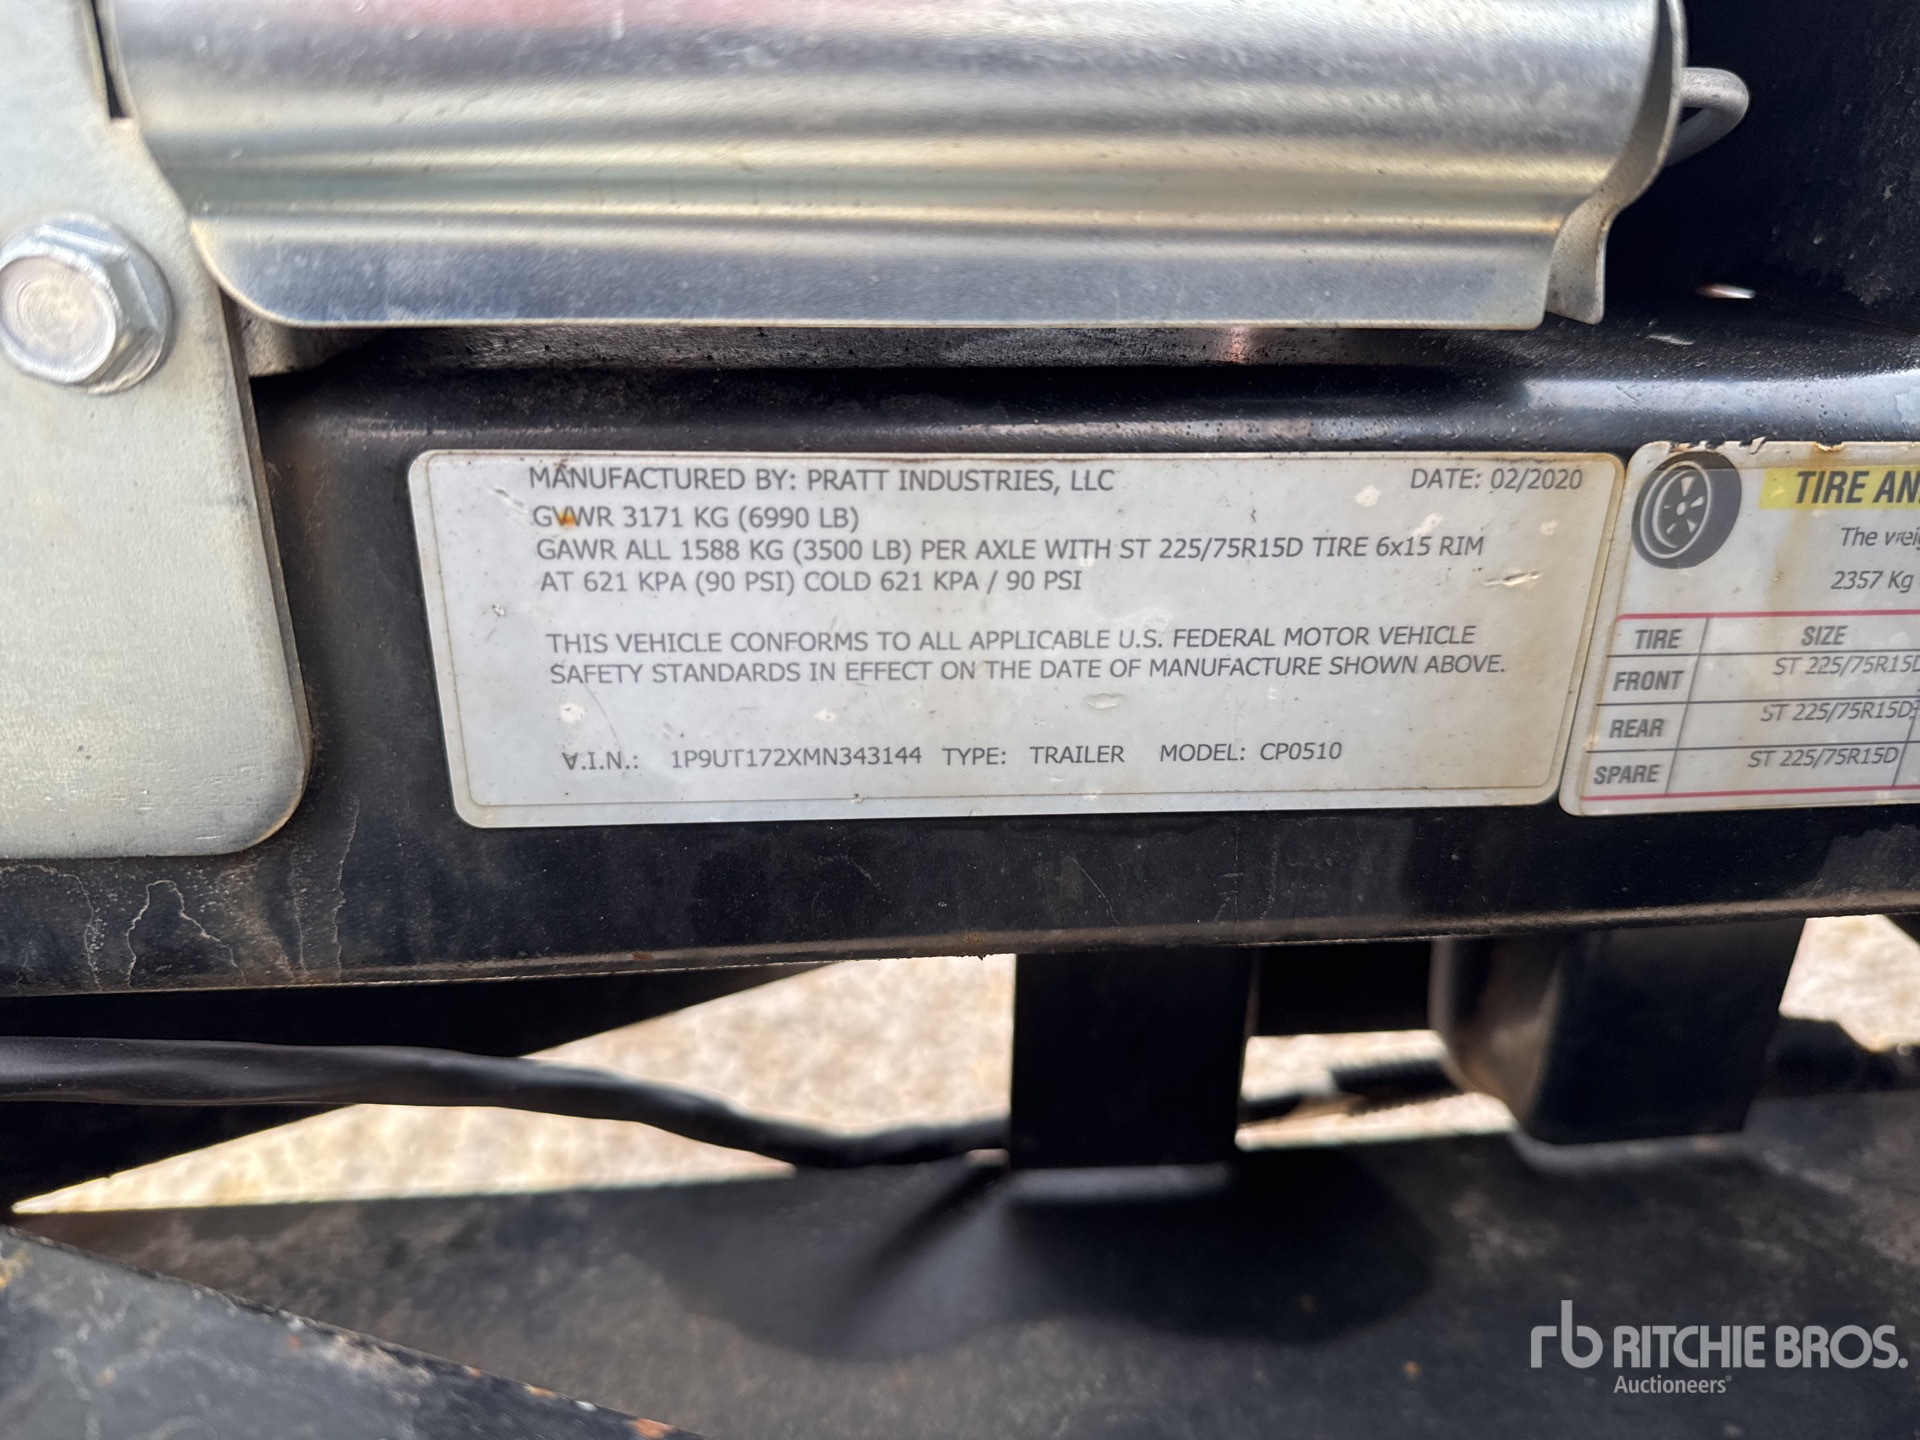 MANUFACTURED BY: PRATT INDUSTRIES, LLC DATE: 02/2020
GVWR 3171 KG (6990 LB)
GAWR ALL 1588 KG (3500 LB) PER AXLE WITH ST 225/75R15D TIRE 6x15 RIM
AT 621 KPA (90 PSI) COLD 621 KPA / 90 PSI
THIS VEHICLE CONFORMS TO ALL APPLICABLE U.S. FEDERAL MOTOR VEHICLE
SAFETY STANDARDS IN EFFECT ON THE DATE OF MANUFACTURE SHOWN ABOVE.
V.I.N.: 1P9UT172XMN343144 TYPE: TRAILER MODEL: CP0510
TIRE AN
The
2357 Kg
TIRE SIZE
FRONT ST 225/75R15D
REAR ST 225/75R15D
SPARE ST 225/75R15D
rb RITCHIE BROS.
Auctioneers